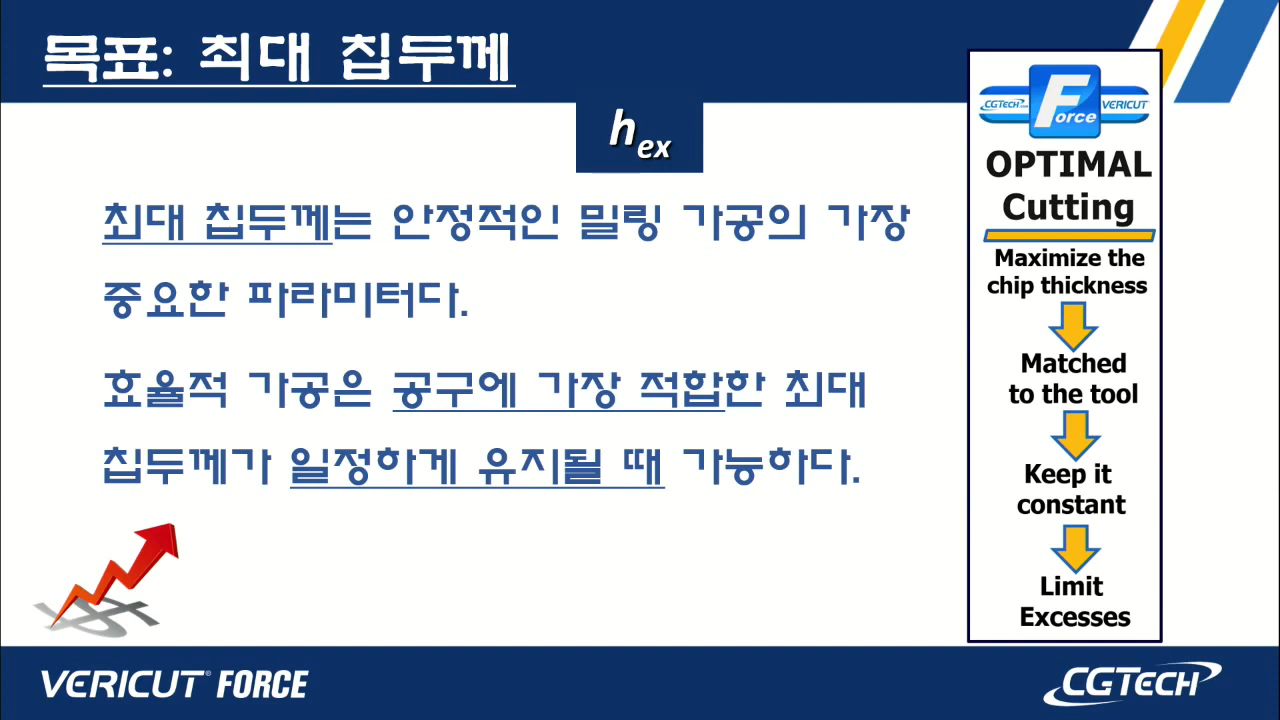 목표: 최대 칩두께
hex
최대 칩두께는 안정적인 밀링 가공의 가장
중요한 파라미터다.
효율적 가공은 공구에 가장 적합한 최대
칩두께가 일정하게 유지될 때 가능하다.
CGTECH.com Force VERICUT
OPTIMAL
Cutting
Maximize the
chip thickness
Matched
to the tool
Keep it
constant
Limit
Excesses
VERICUT® FORCE
CGTECH